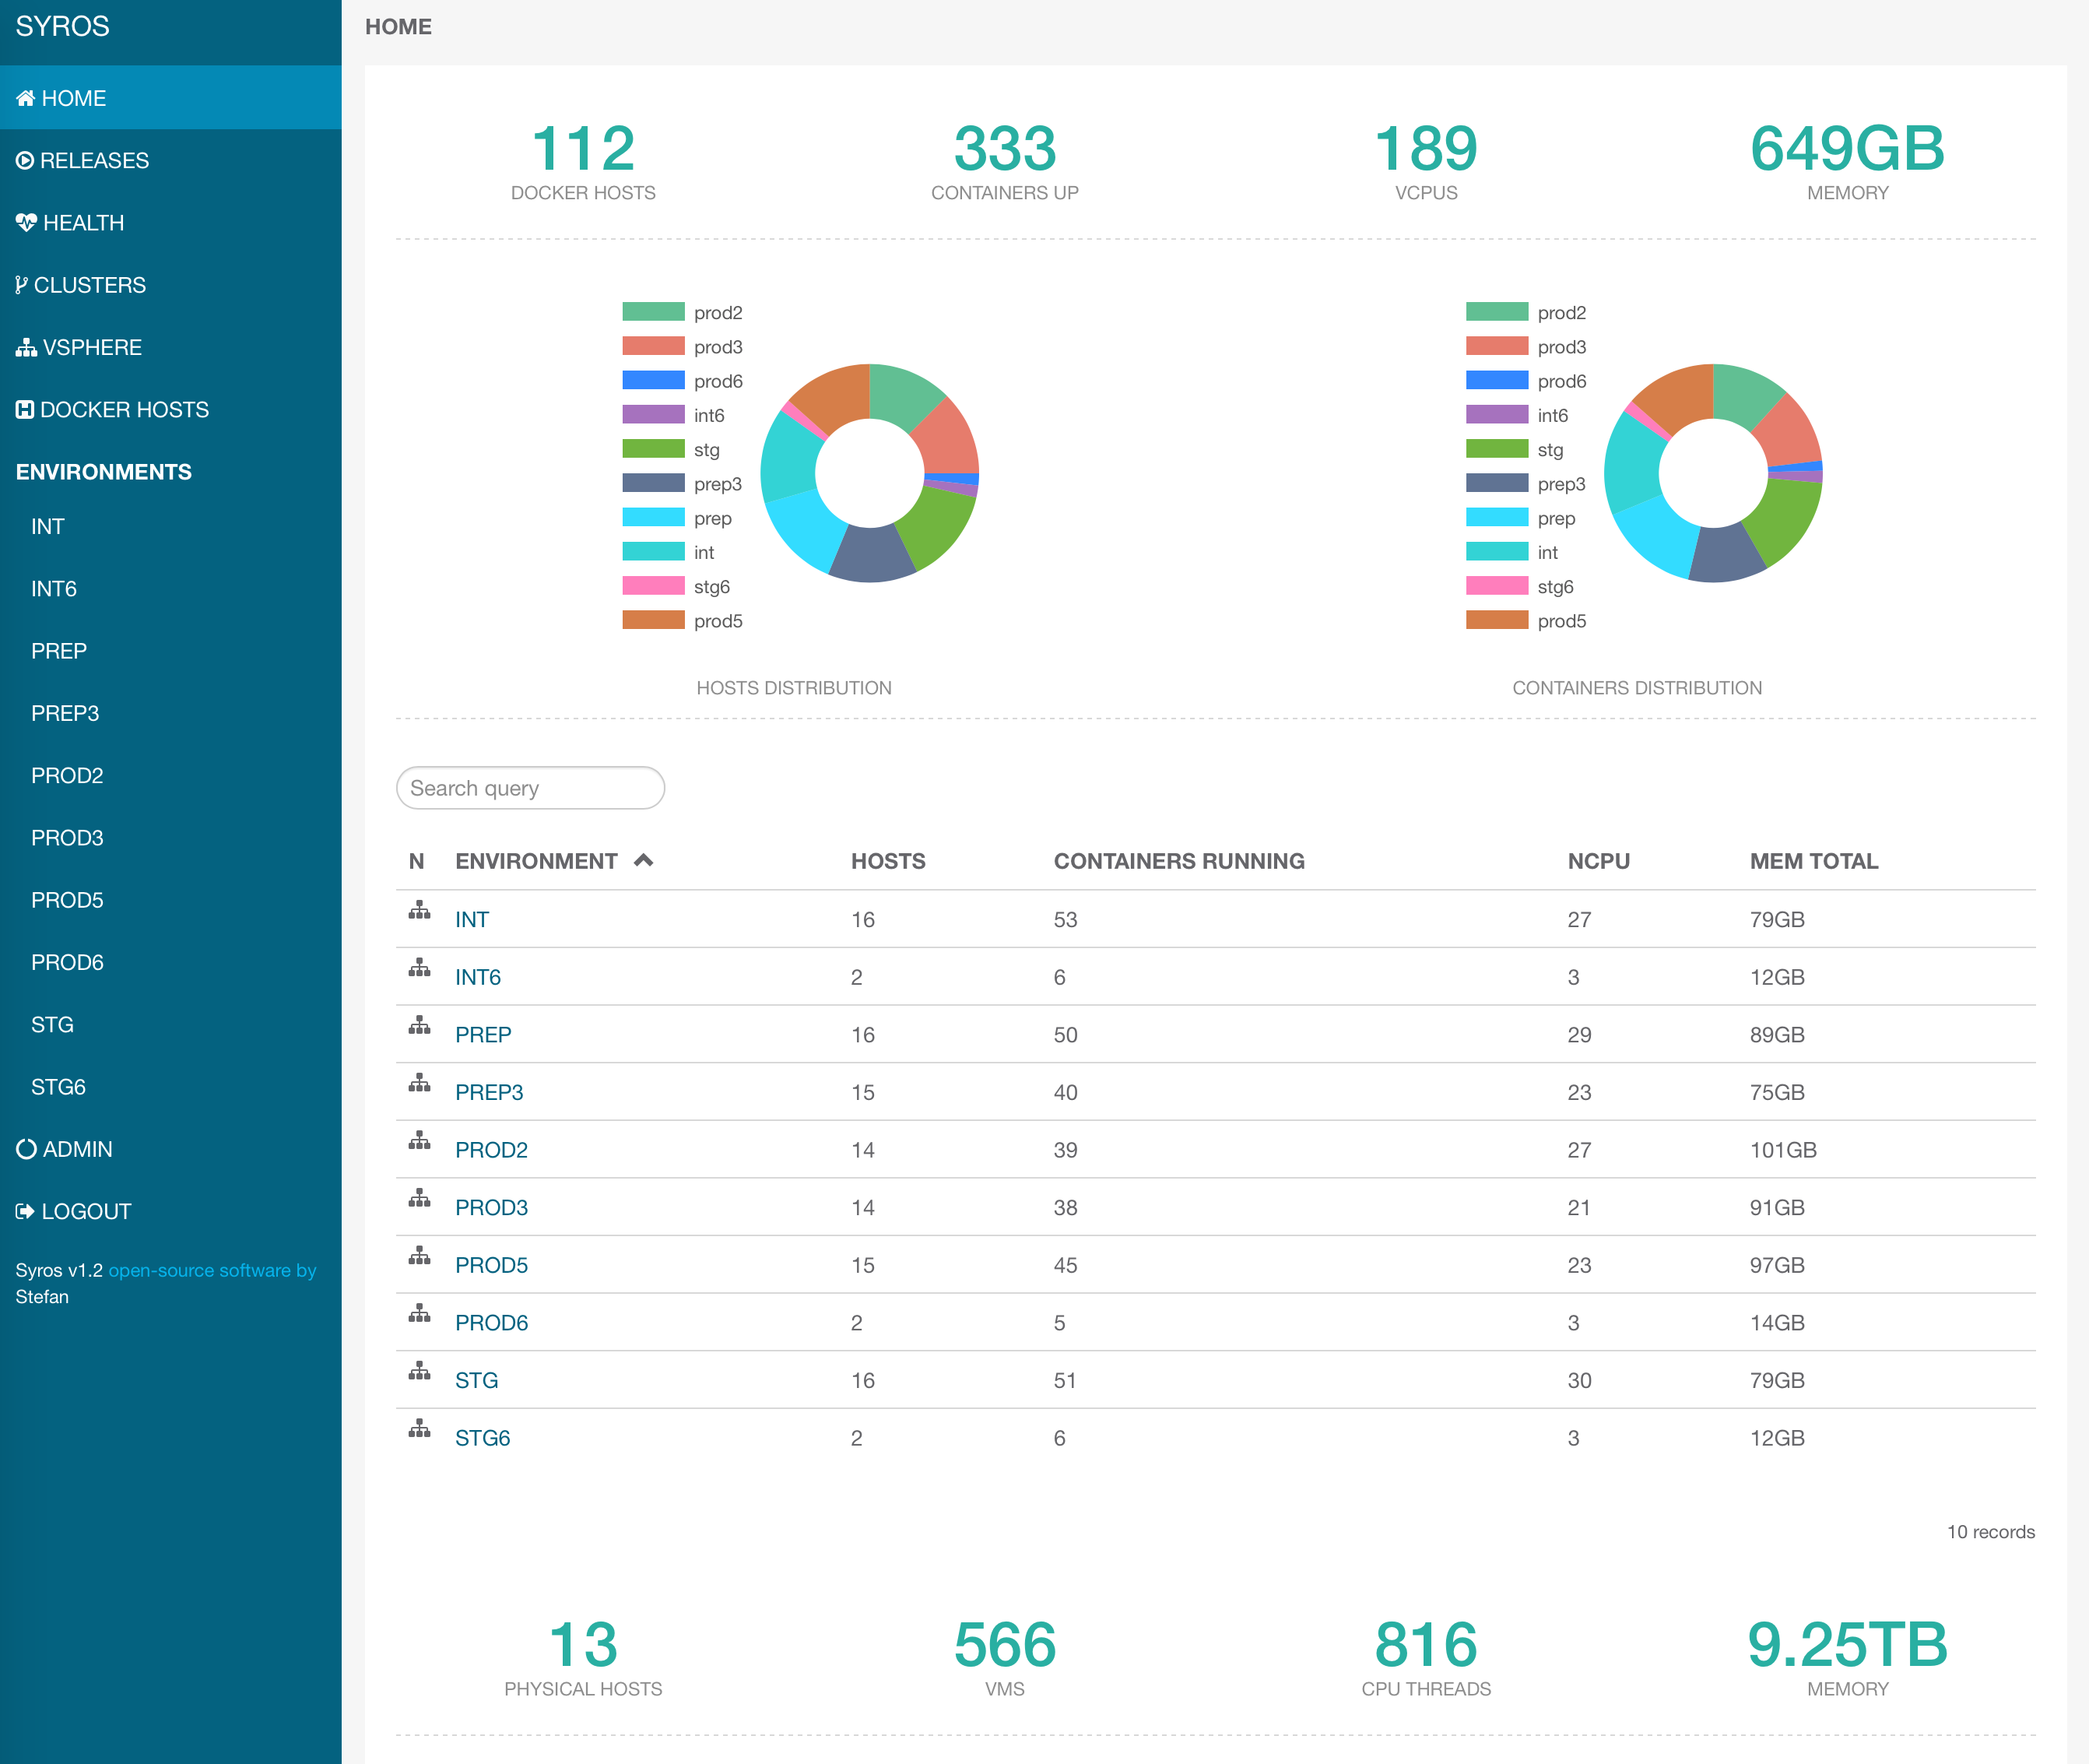 SYROS
HOME
RELEASES
HEALTH
CLUSTERS
VSPHERE
DOCKER HOSTS
ENVIRONMENTS
INT
INT6
PREP
PREP3
PROD2
PROD3
PROD5
PROD6
STG
STG6
ADMIN
LOGOUT
Syros v1.2 open-source software by
Stefan
HOME
112 333 189 649GB
DOCKER HOSTS CONTAINERS UP VCPUS MEMORY
prod2
prod3
prod6
int6
stg
prep3
prep
int
stg6
prod5
HOSTS DISTRIBUTION
prod2
prod3
prod6
int6
stg
prep3
prep
int
stg6
prod5
CONTAINERS DISTRIBUTION
Search query
N ENVIRONMENT HOSTS CONTAINERS RUNNING NCPU MEM TOTAL
INT 16 53 27 79GB
INT6 2 6 3 12GB
PREP 16 50 29 89GB
PREP3 15 40 23 75GB
PROD2 14 39 27 101GB
PROD3 14 38 21 91GB
PROD5 15 45 23 97GB
PROD6 2 5 3 14GB
STG 16 51 30 79GB
STG6 2 6 3 12GB
10 records
13 566 816 9.25TB
PHYSICAL HOSTS VMS CPU THREADS MEMORY